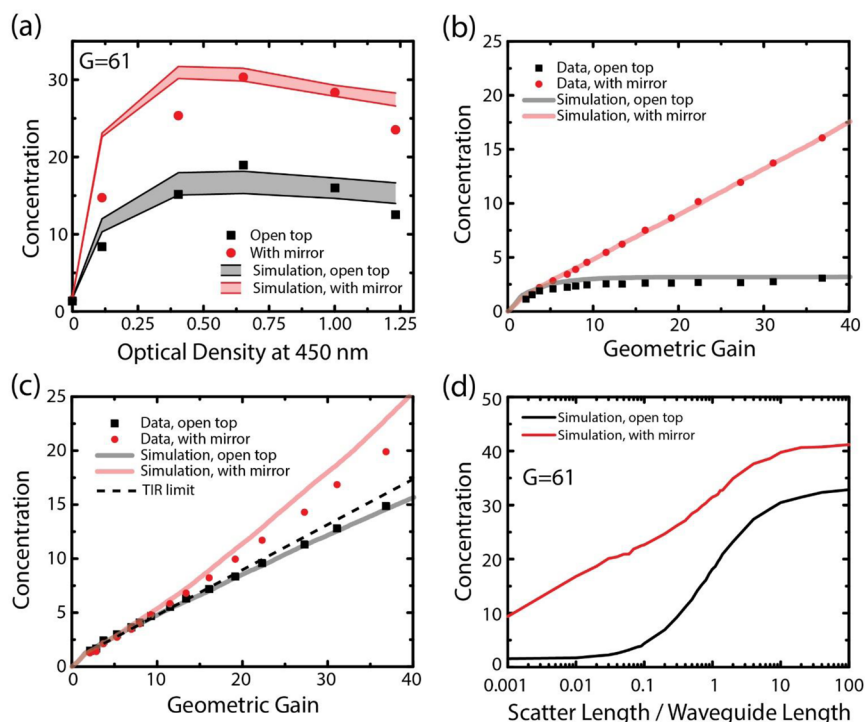 (a)
G=61
Concentration
30
20
10
0
0.0
0.25
0.50
0.75
1.00
1.25
Optical Density at 450 nm
Open top
With mirror
Simulation, open top
Simulation, with mirror
(b)
Concentration
25
20
15
10
5
0
0
10
20
30
40
Geometric Gain
Data, open top
Data, with mirror
Simulation, open top
Simulation, with mirror
(c)
Concentration
25
20
15
10
5
0
0
10
20
30
40
Geometric Gain
Data, open top
Data, with mirror
Simulation, open top
Simulation, with mirror
TIR limit
(d)
Concentration
50
40
30
20
10
0
0.001
0.01
0.1
1
10
100
Scatter Length / Waveguide Length
Simulation, open top
Simulation, with mirror
G=61